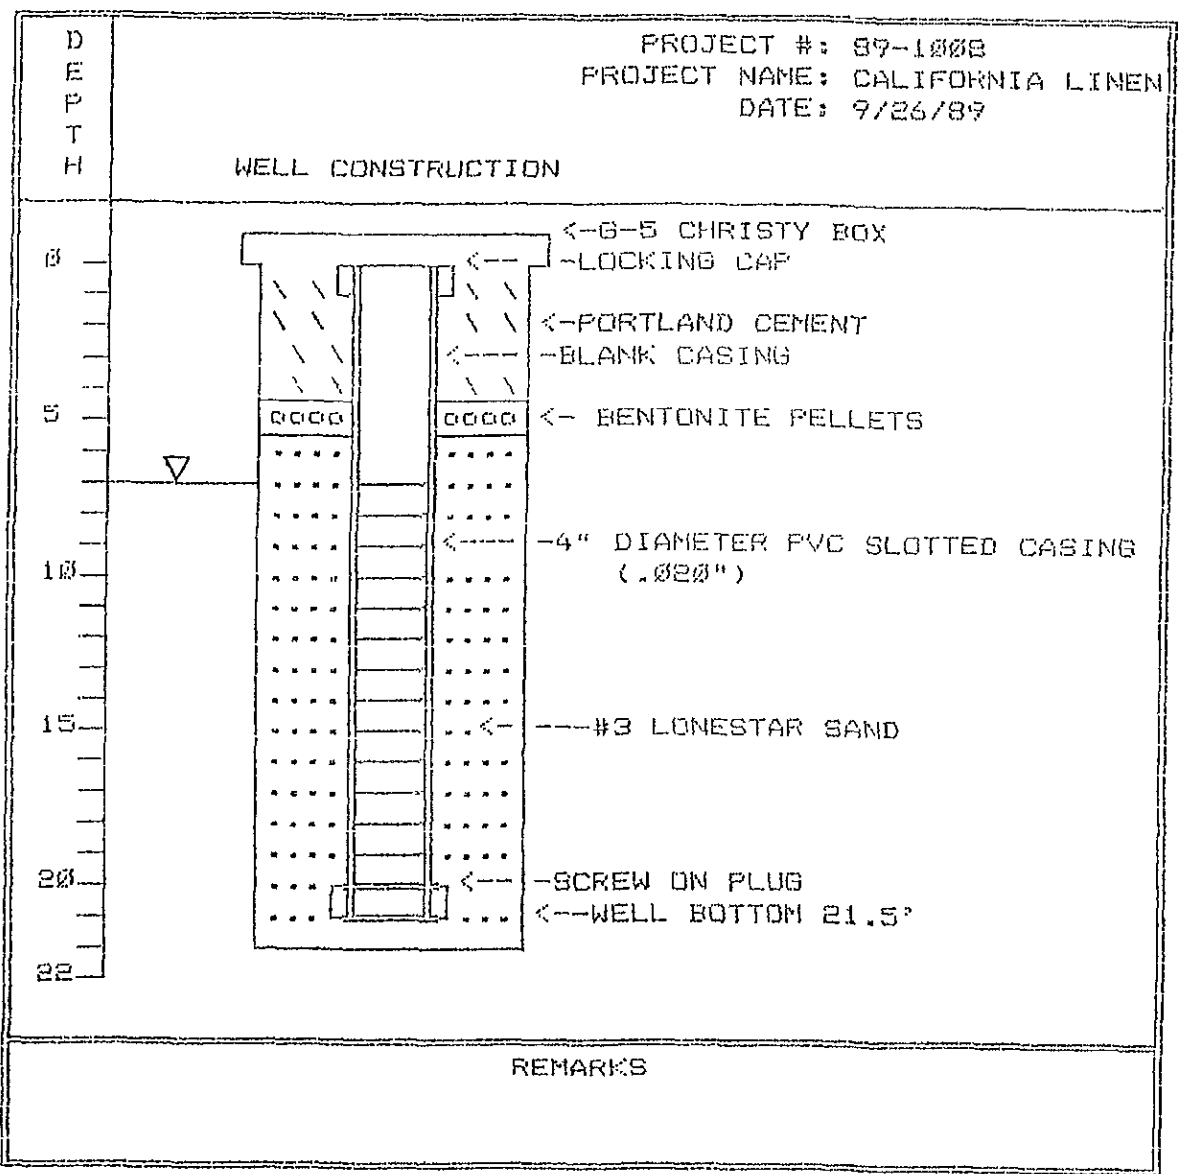 DEPTH
PROJECT #: 89-1008
PROJECT NAME: CALIFORNIA LINEN
DATE: 9/26/89
WELL CONSTRUCTION
<-G-5 CHRISTY BOX
0
<-- -LOCKING CAP
<-PORTLAND CEMENT
<---- -BLANK CASING
5
<- BENTONITE PELLETS
<---- -4" DIAMETER PVC SLOTTED CASING
10
(.020")
15
<- ---#3 LONESTAR SAND
20
<-- -SCREW ON PLUG
<--WELL BOTTOM 21.5'
22
REMARKS